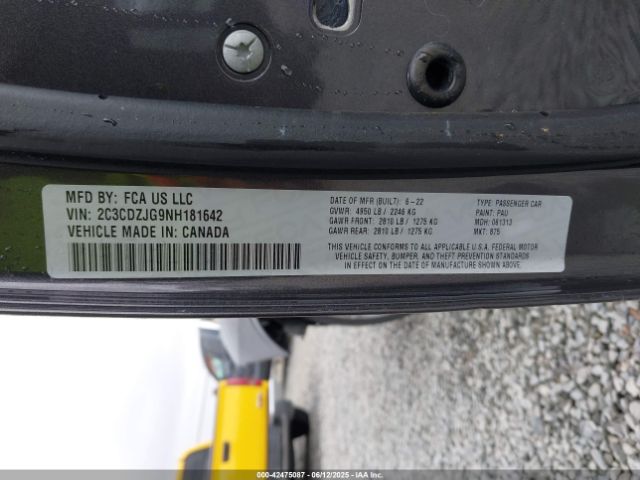 MFD BY: FCA US LLC
VIN: 2C3CDZJG9NH181642
VEHICLE MADE IN: CANADA
DATE OF MFR (BUILT): 6-22
GVWR: 4950 LB / 2246 KG
GAWR FRONT: 2810 LB / 1275 KG
GAWR REAR: 2810 LB / 1275 KG
TYPE: PASSENGER CAR
PAINT: PAU
MDH: 061313
MKT: 875
THIS VEHICLE CONFORMS TO ALL APPLICABLE U.S.A. FEDERAL MOTOR
VEHICLE SAFETY, BUMPER, AND THEFT PREVENTION STANDARDS
IN EFFECT ON THE DATE OF MANUFACTURE SHOWN ABOVE.
000-42475087 - 06/12/2025 - COPYRIGHT IAA, LLC.